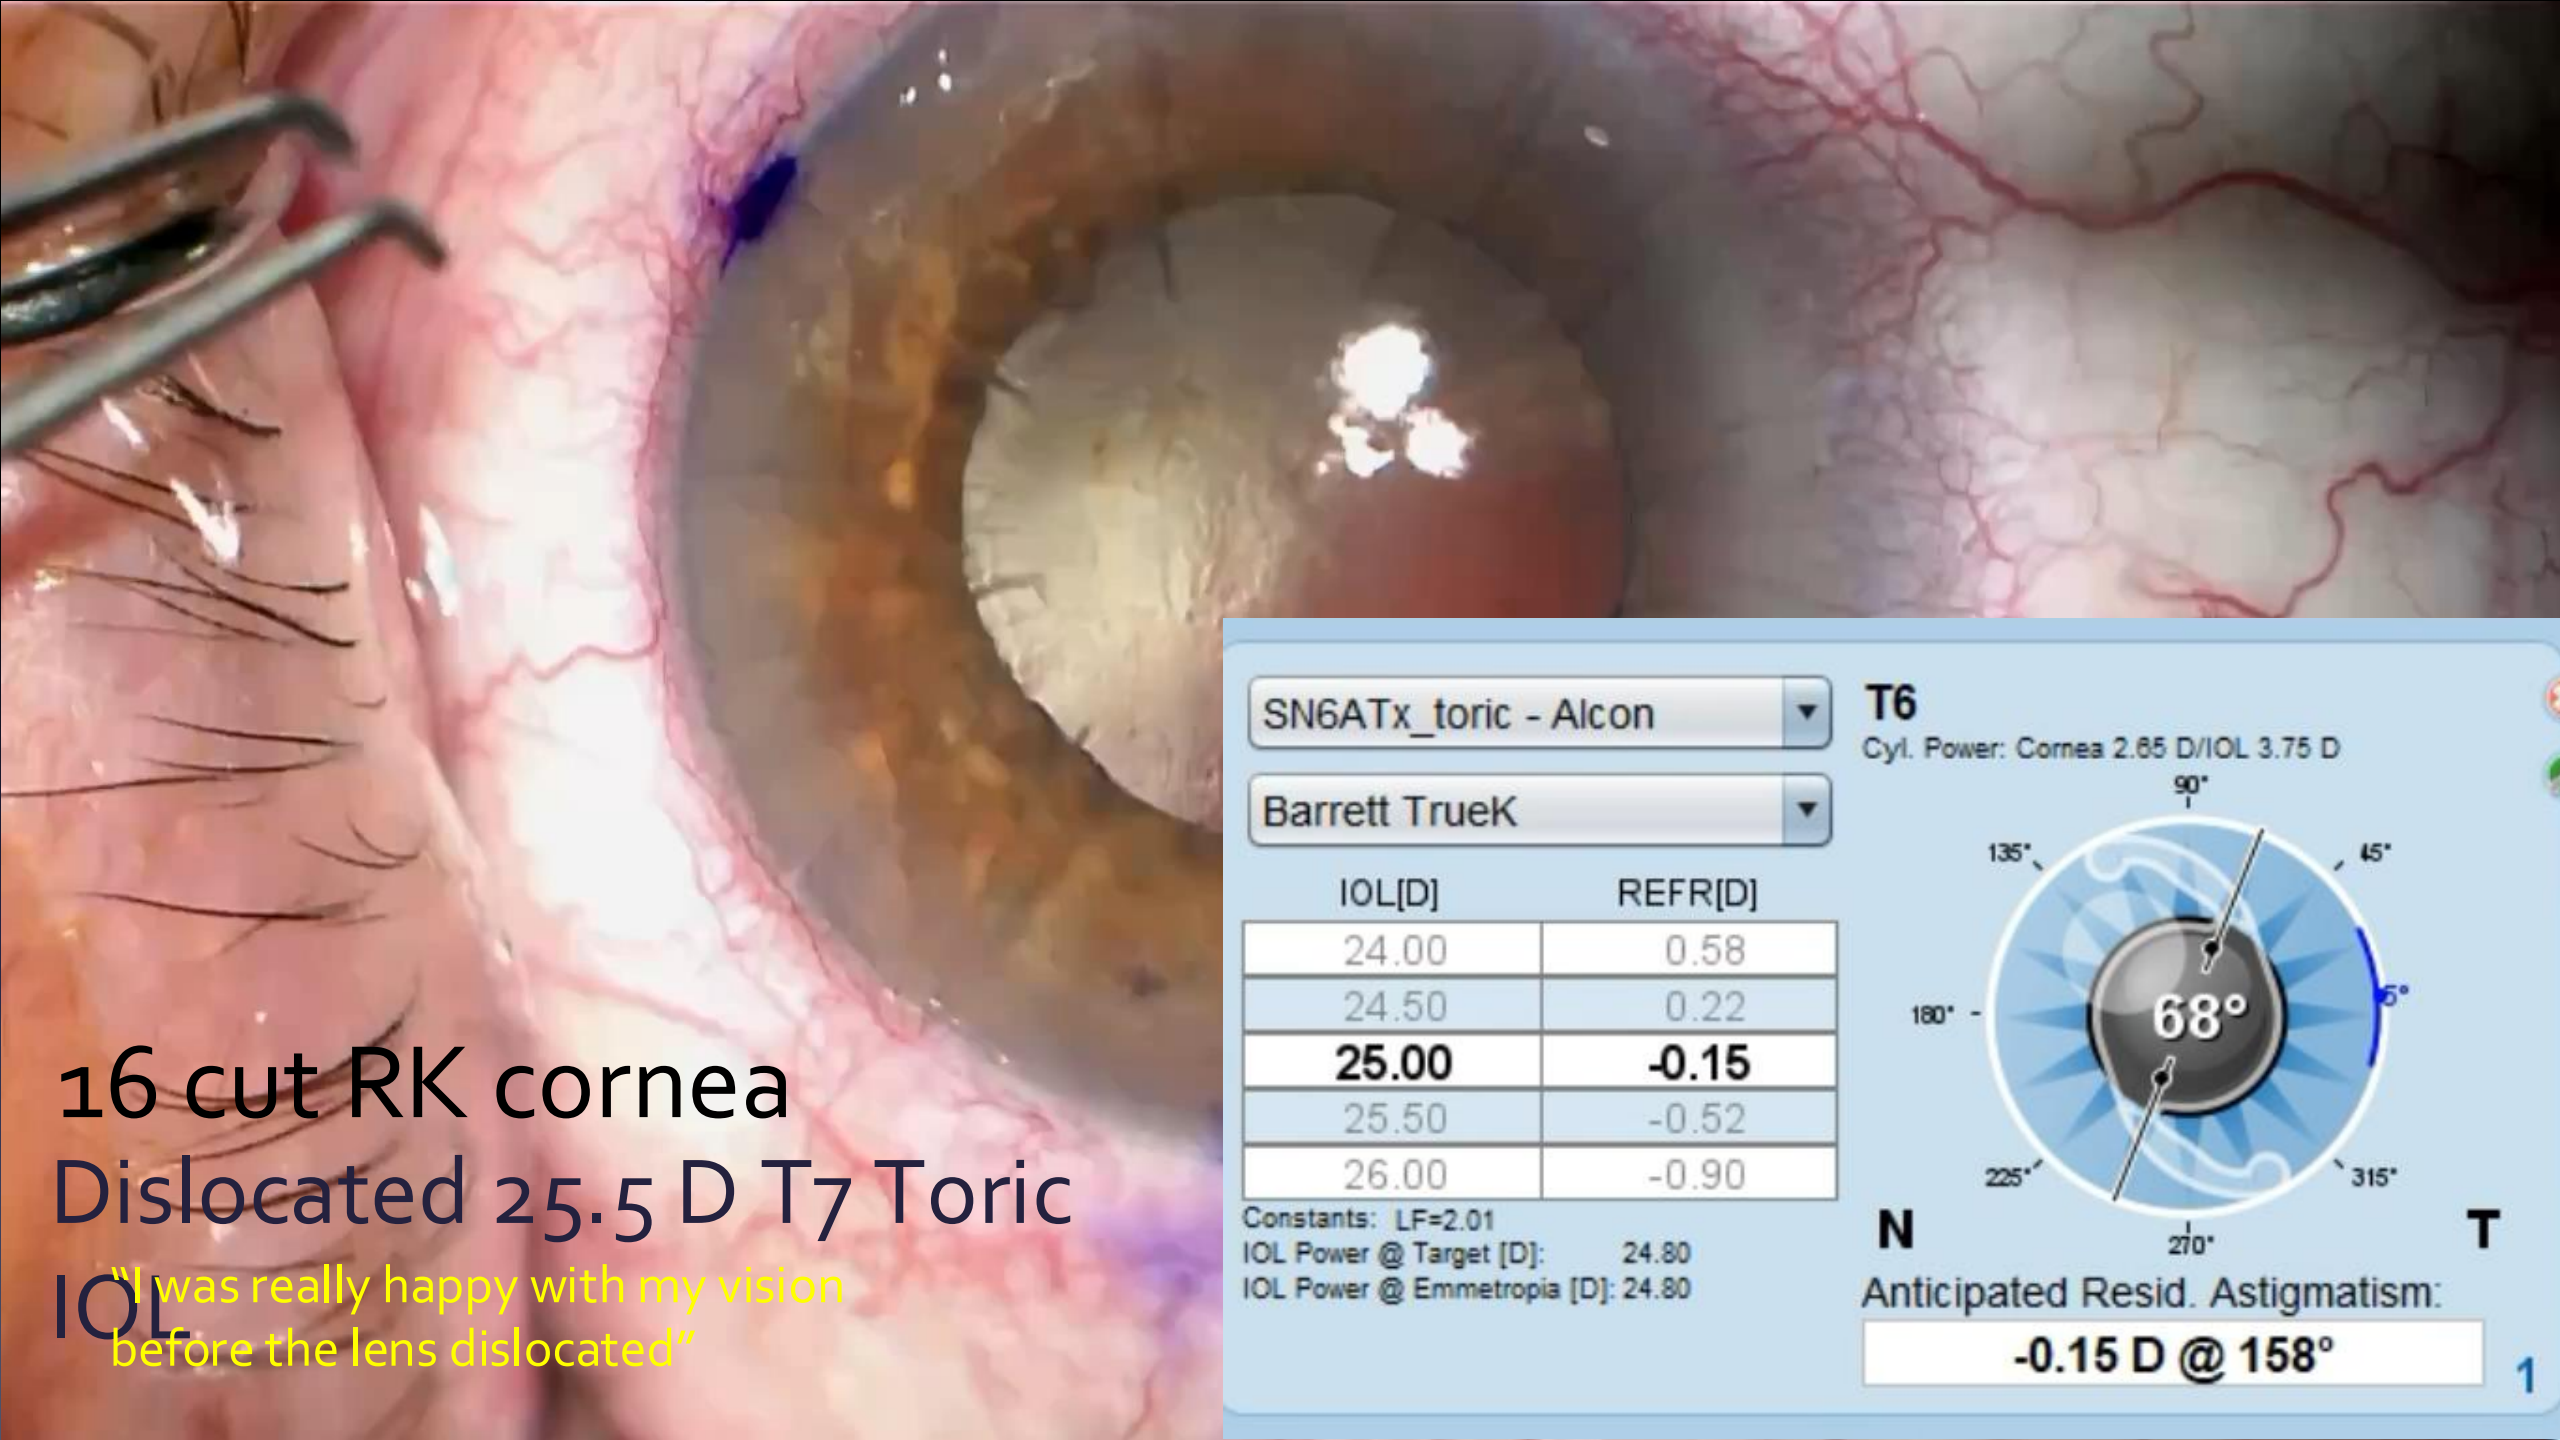 16 cut RK cornea
Dislocated 25.5 D T7 Toric
IOL
“I was really happy with my vision
before the lens dislocated”
SN6ATx_toric - Alcon
Barrett TrueK
IOL[D] REFR[D]
24.00 0.58
24.50 0.22
25.00 -0.15
25.50 -0.52
26.00 -0.90
Constants: LF=2.01
IOL Power @ Target [D]: 24.80
IOL Power @ Emmetropia [D]: 24.80
T6
Cyl. Power: Cornea 2.65 D/IOL 3.75 D
90°
135° 45°
5°
180° 68°
225° 315°
N 270° T
Anticipated Resid. Astigmatism:
-0.15 D @ 158°
1